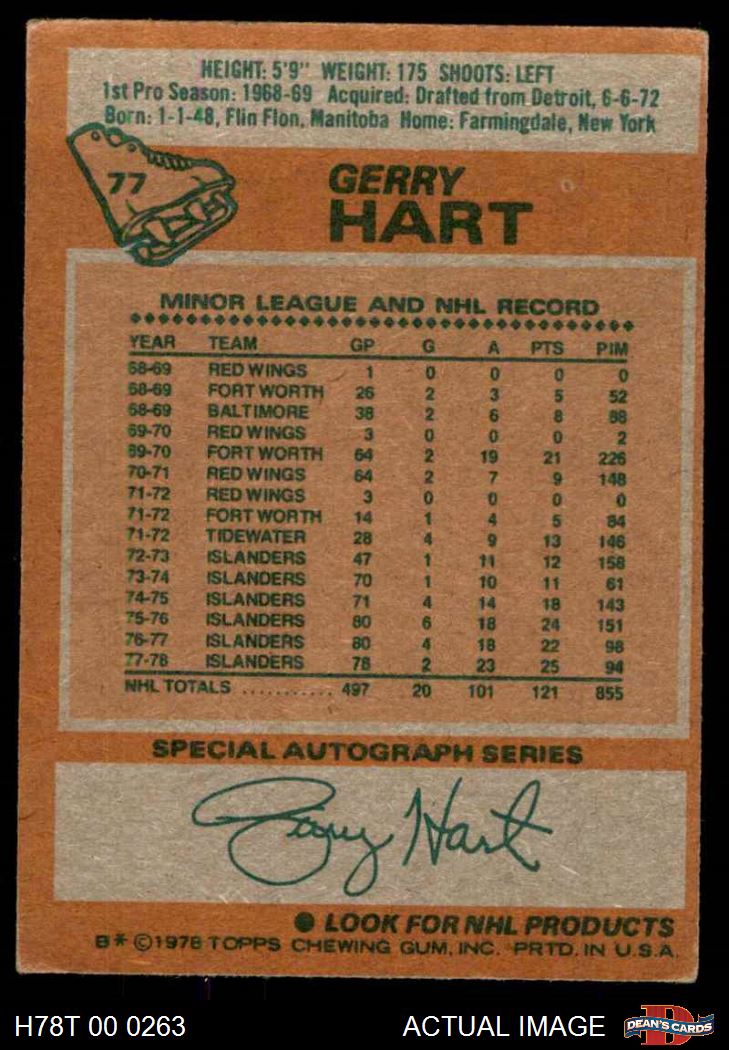 HEIGHT: 5'9" WEIGHT: 175 SHOOTS: LEFT
1st Pro Season: 1968-69 Acquired: Drafted from Detroit, 6-6-72
Born: 1-1-48, Flin Flon, Manitoba Home: Farmingdale, New York
77
GERRY
HART
MINOR LEAGUE AND NHL RECORD
YEAR TEAM GP G A PTS PIM
68-69 RED WINGS 1 0 0 0 0
68-69 FORT WORTH 26 2 3 5 52
68-69 BALTIMORE 38 2 6 8 88
69-70 RED WINGS 3 0 0 0 2
69-70 FORT WORTH 64 2 19 21 226
70-71 RED WINGS 64 2 7 9 148
71-72 RED WINGS 3 0 0 0 0
71-72 FORT WORTH 14 1 4 5 84
71-72 TIDEWATER 28 4 9 13 146
72-73 ISLANDERS 47 1 11 12 158
73-74 ISLANDERS 70 1 10 11 61
74-75 ISLANDERS 71 4 14 18 143
75-76 ISLANDERS 80 6 18 24 151
76-77 ISLANDERS 80 4 18 22 98
77-78 ISLANDERS 78 2 23 25 94
NHL TOTALS ........... 497 20 101 121 855
SPECIAL AUTOGRAPH SERIES
Gerry Hart
● LOOK FOR NHL PRODUCTS
B* ©1978 TOPPS CHEWING GUM, INC. PRTD. IN U.S.A.
H78T 00 0263 ACTUAL IMAGE DEAN'S CARDS